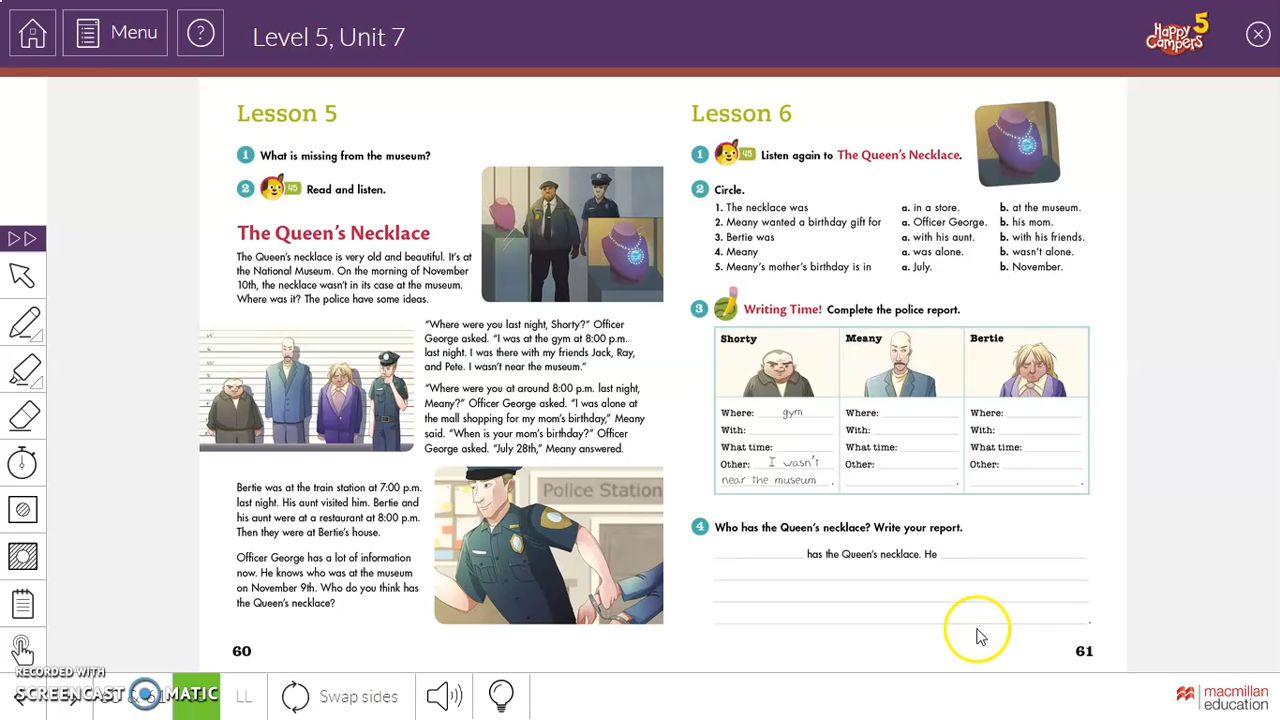 Menu
?
Level 5, Unit 7
Happy Campers 5
Lesson 5
1 What is missing from the museum?
2 45 Read and listen.
The Queen's Necklace
The Queen's necklace is very old and beautiful. It's at
the National Museum. On the morning of November
10th, the necklace wasn't in its case at the museum.
Where was it? The police have some ideas.
"Where were you last night, Shorty?" Officer
George asked. "I was at the gym at 8:00 p.m.
last night. I was there with my friends Jack, Ray,
and Pete. I wasn't near the museum."
"Where were you at around 8:00 p.m. last night,
Meany?" Officer George asked. "I was alone at
the mall shopping for my mom's birthday," Meany
said. "When is your mom's birthday?" Officer
George asked. "July 28th," Meany answered.
Bertie was at the train station at 7:00 p.m.
last night. His aunt visited him. Bertie and
his aunt were at a restaurant at 8:00 p.m.
Then they were at Bertie's house.
Officer George has a lot of information
now. He knows who was at the museum
on November 9th. Who do you think has
the Queen's necklace?
Police Station
60
Lesson 6
1 45 Listen again to The Queen's Necklace.
2 Circle.
1. The necklace was a. in a store. b. at the museum.
2. Meany wanted a birthday gift for a. Officer George. b. his mom.
3. Bertie was a. with his aunt. b. with his friends.
4. Meany a. was alone. b. wasn't alone.
5. Meany's mother's birthday is in a. July. b. November.
3 Writing Time! Complete the police report.
Shorty Meany Bertie
Where: gym Where: Where:
With: With: With:
What time: What time: What time:
Other: I wasn't Other: Other:
near the museum . . .
4 Who has the Queen's necklace? Write your report.
has the Queen's necklace. He
.
61
RECORDED WITH
SCREENCAST MATIC
LL
Swap sides
macmillan
education